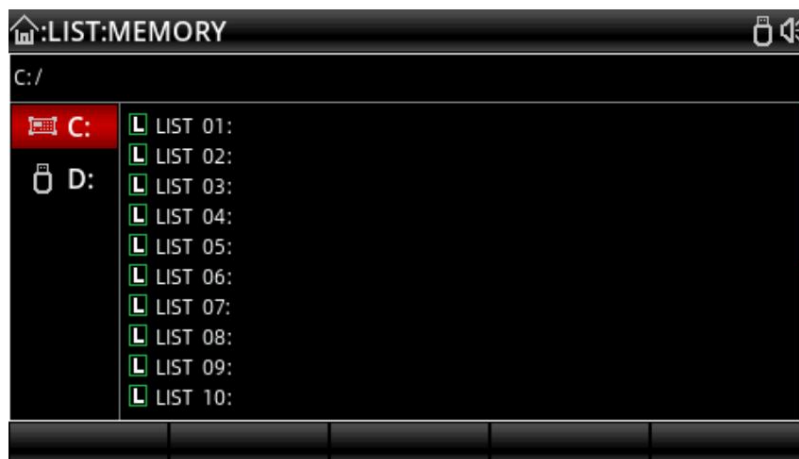 :LIST:MEMORY
C:/
C:
D:
L LIST 01:
L LIST 02:
L LIST 03:
L LIST 04:
L LIST 05:
L LIST 06:
L LIST 07:
L LIST 08:
L LIST 09:
L LIST 10: